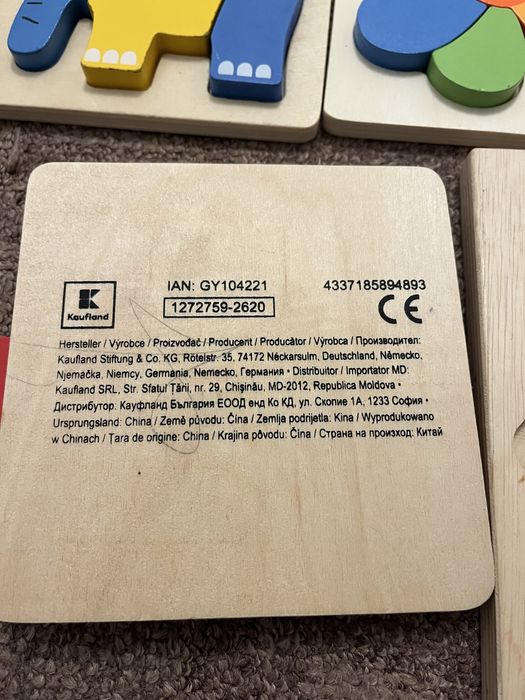 IAN: GY104221
4337185894893
Kaufland
1272759-2620
CE
Hersteller / Výrobce / Proizvođač / Producent / Producător / Výrobca / Производител:
Kaufland Stiftung & Co. KG, Rötelstr. 35, 74172 Neckarsulm, Deutschland, Německo,
Njemačka, Niemcy, Germania, Nemecko, Германия • Distribuitor / Importator MD:
Kaufland SRL, Str. Sfatul Țării, nr. 29, Chișinău, MD-2012, Republica Moldova •
Дистрибутор: Кауфланд България ЕООД енд Ко КД, ул. Скопие 1А, 1233 София •
Ursprungsland: China / Země původu: Čína / Zemlja podrijetla: Kina / Wyprodukowano
w Chinach / Țara de origine: China / Krajina pôvodu: Čína / Страна на произход: Китай